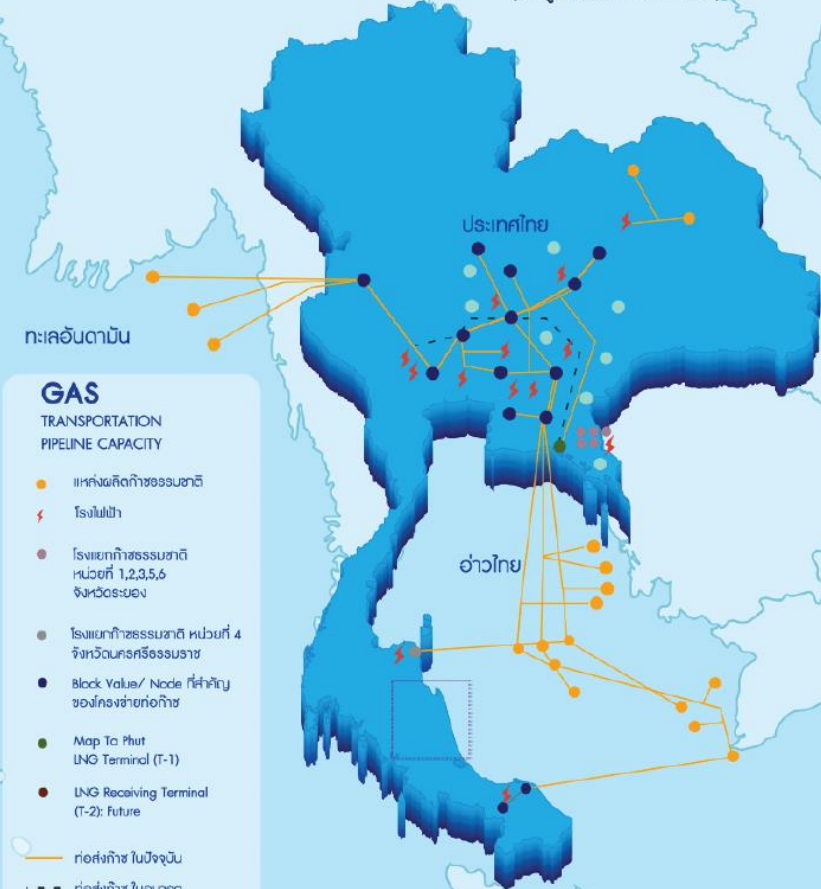 ประเทศไทย
ทะเลอันดามัน
อ่าวไทย
GAS
TRANSPORTATION
PIPELINE CAPACITY
แหล่งผลิตก๊าซธรรมชาติ
โรงไฟฟ้า
โรงแยกก๊าซธรรมชาติ
หน่วยที่ 1,2,3,5,6
จังหวัดระยอง
โรงแยกก๊าซธรรมชาติ หน่วยที่ 4
จังหวัดนครศรีธรรมราช
Block Value/ Node ที่สำคัญ
ของโครงข่ายท่อก๊าซ
Map Ta Phut
LNG Terminal (T-1)
LNG Receiving Terminal
(T-2): Future
ท่อส่งก๊าซ ในปัจจุบัน